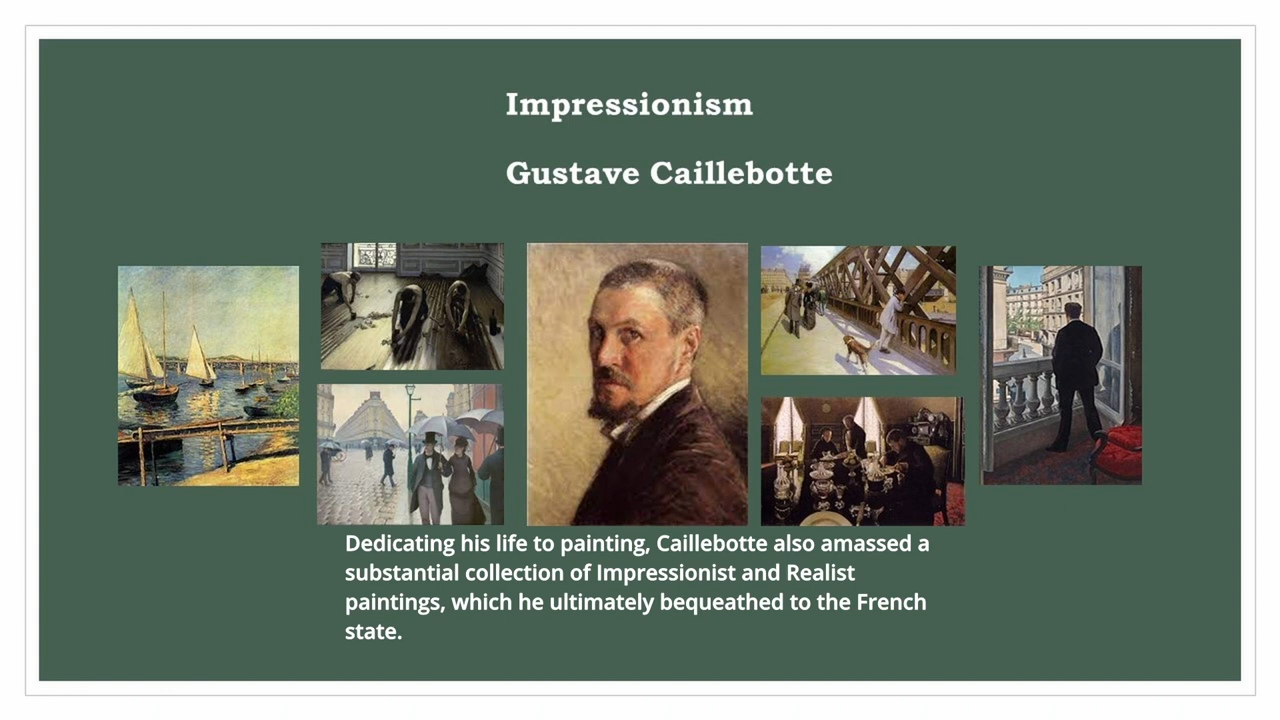 Impressionism
Gustave Caillebotte
Dedicating his life to painting, Caillebotte also amassed a
substantial collection of Impressionist and Realist
paintings, which he ultimately bequeathed to the French
state.